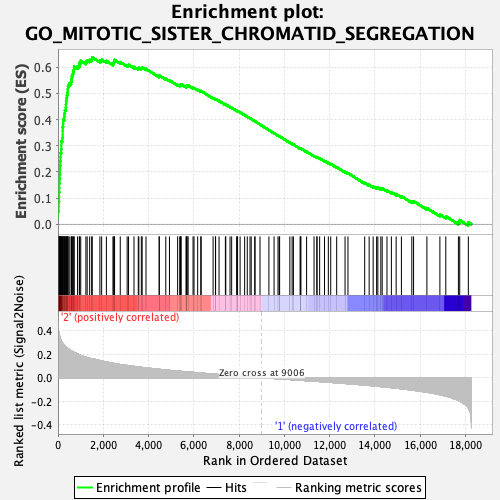 Enrichment plot:
GO_MITOTIC_SISTER_CHROMATID_SEGREGATION
Enrichment score (ES)
0.6
0.5
0.4
0.3
0.2
0.1
0.0
'2' (positively correlated)
Ranked list metric (Signal2Noise)
0.4
0.2
0.0
-0.2
-0.4
Zero cross at 9006
'1' (negatively correlated)
0
2,000
4,000
6,000
8,000
10,000
12,000
14,000
16,000
18,000
Rank in Ordered Dataset
Enrichment profile
Hits
Ranking metric scores